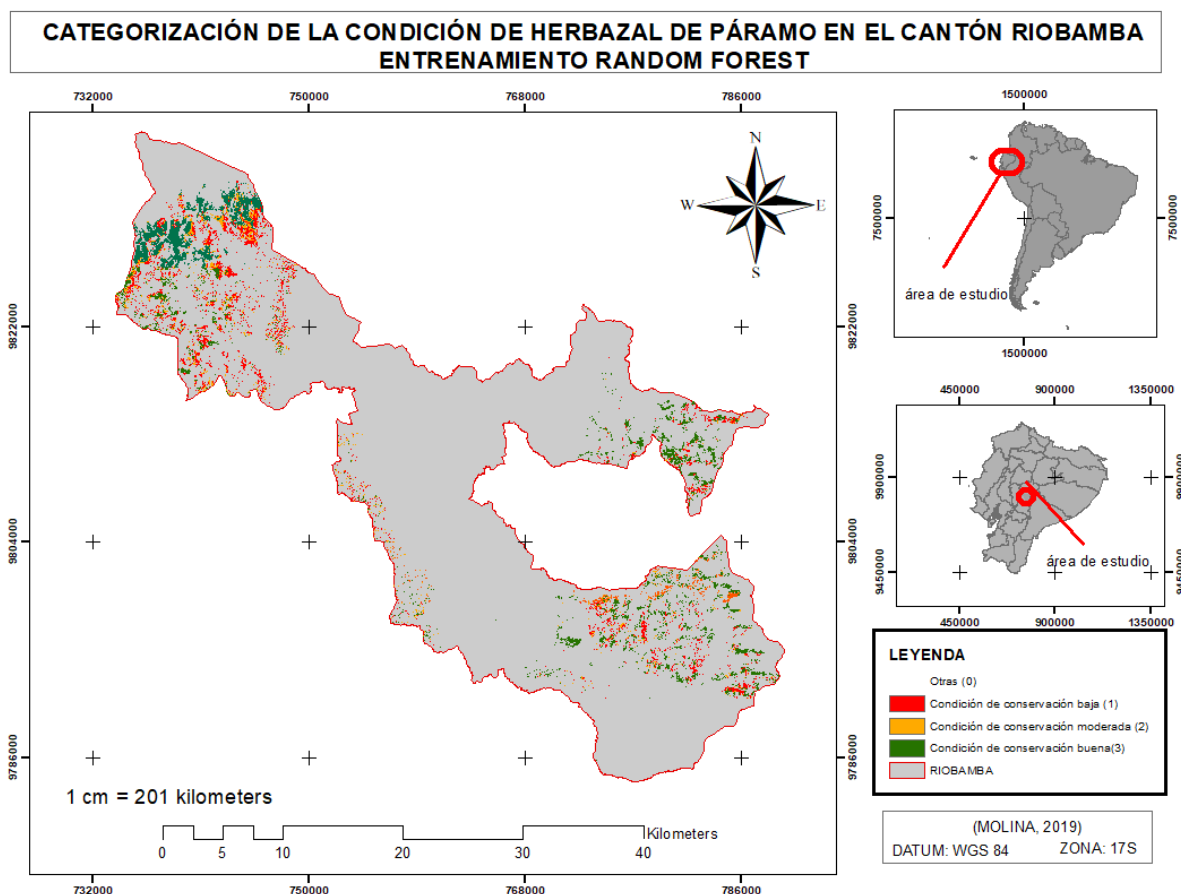 CATEGORIZACIÓN DE LA CONDICIÓN DE HERBAZAL DE PÁRAMO EN EL CANTÓN RIOBAMBA
ENTRENAMIENTO RANDOM FOREST
732000 750000 768000 786000
9822000 9822000
9804000 9804000
9786000 9786000
N
W E
S
1 cm = 201 kilometers
Kilometers
0 5 10 20 30 40
732000 750000 768000 786000
1500000
7500000 7500000
área de estudio
1500000
450000 900000 1350000
9900000 9900000
área de estudio
9450000 9450000
450000 900000 1350000
LEYENDA
Otras (0)
Condición de conservación baja (1)
Condición de conservación moderada (2)
Condición de conservación buena(3)
RIOBAMBA
(MOLINA, 2019)
DATUM: WGS 84 ZONA: 17S